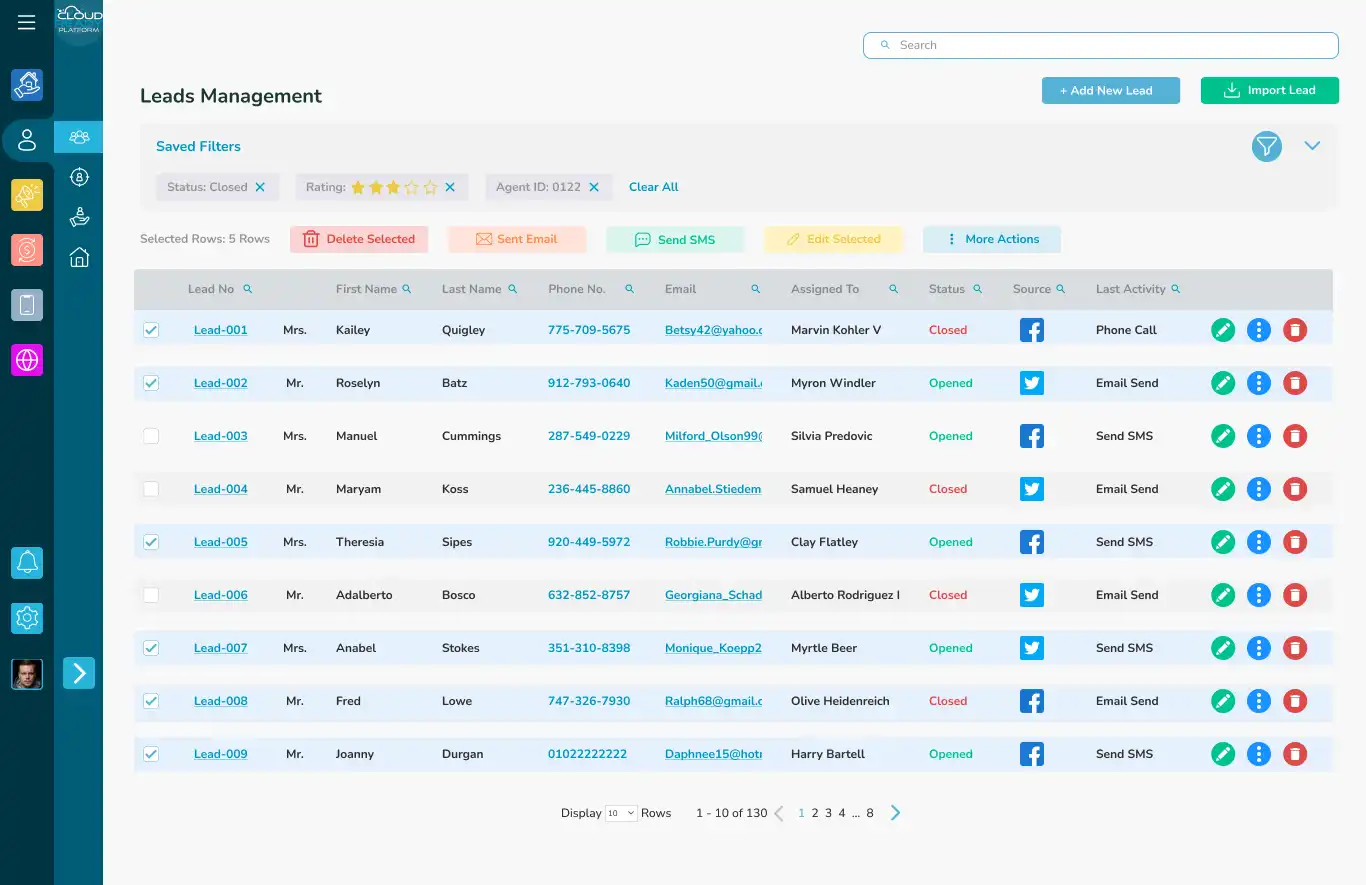 CLOUD
PLATFORM
Search
Leads Management
+ Add New Lead
Import Lead
Saved Filters
Status: Closed
Rating:
Agent ID: 0122
Clear All
Selected Rows: 5 Rows
Delete Selected
Sent Email
Send SMS
Edit Selected
More Actions
Lead No First Name Last Name Phone No. Email Assigned To Status Source Last Activity
Lead-001 Mrs. Kailey Quigley 775-709-5675 Betsy42@yahoo.c Marvin Kohler V Closed Phone Call
Lead-002 Mr. Roselyn Batz 912-793-0640 Kaden50@gmail. Myron Windler Opened Email Send
Lead-003 Mrs. Manuel Cummings 287-549-0229 Milford_Olson99@ Silvia Predovic Opened Send SMS
Lead-004 Mr. Maryam Koss 236-445-8860 Annabel.Stiedem Samuel Heaney Closed Email Send
Lead-005 Mrs. Theresia Sipes 920-449-5972 Robbie.Purdy@gr Clay Flatley Opened Send SMS
Lead-006 Mr. Adalberto Bosco 632-852-8757 Georgiana_Schad Alberto Rodriguez I Closed Email Send
Lead-007 Mrs. Anabel Stokes 351-310-8398 Monique_Koepp2 Myrtle Beer Opened Send SMS
Lead-008 Mr. Fred Lowe 747-326-7930 Ralph68@gmail.c Olive Heidenreich Closed Email Send
Lead-009 Mr. Joanny Durgan 01022222222 Daphnee15@hotr Harry Bartell Opened Send SMS
Display 10 Rows 1 - 10 of 130 1 2 3 4 ... 8